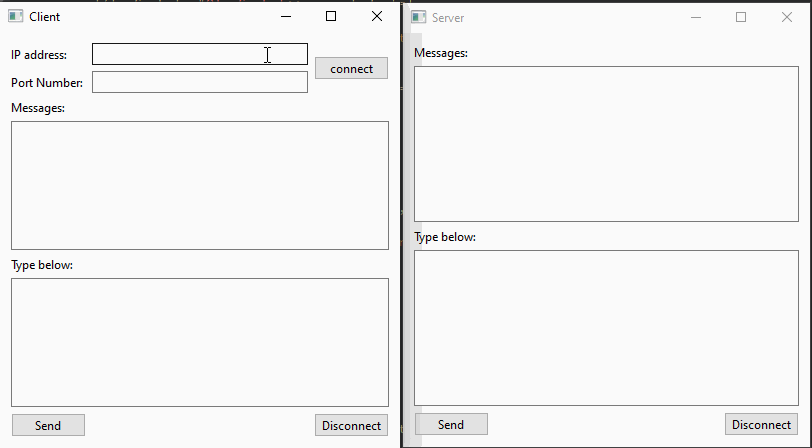 Client
IP address:
connect
Port Number:
Messages:
Type below:
Send
Disconnect
Server
Messages:
Type below:
Send
Disconnect